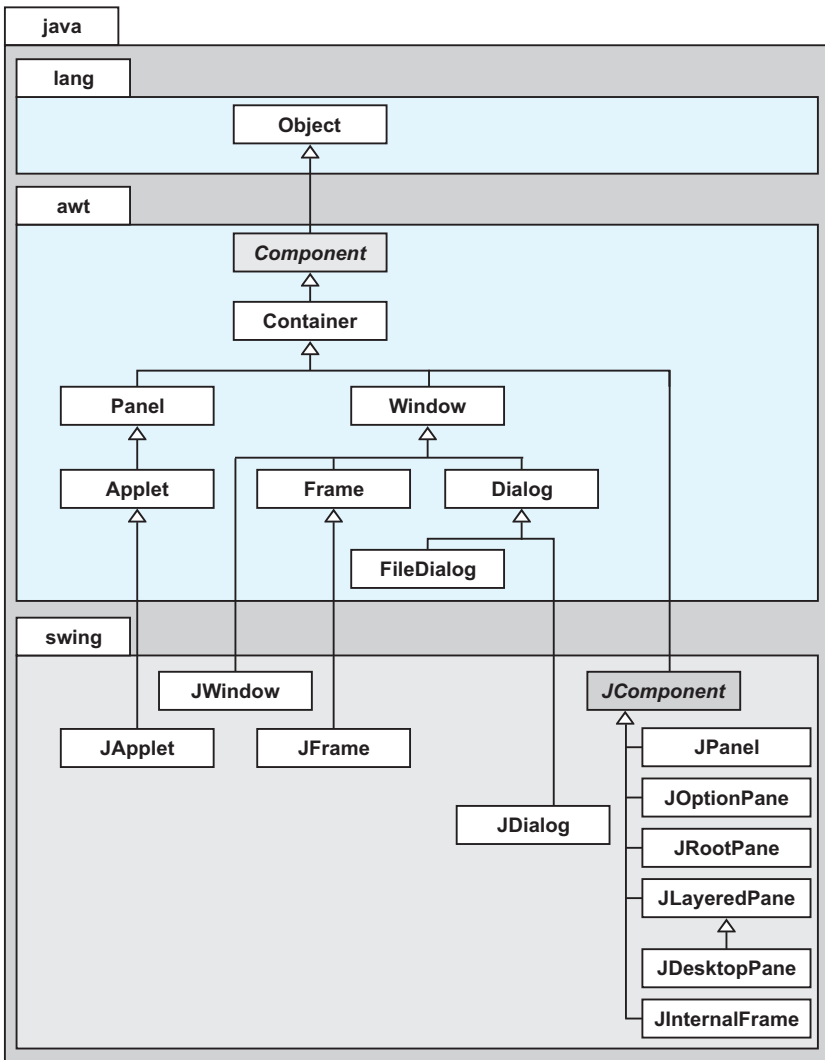 java
lang
Object
awt
Component
Container
Panel
Window
Applet
Frame
Dialog
FileDialog
swing
JWindow
JComponent
JApplet
JFrame
JPanel
JOptionPane
JDialog
JRootPane
JLayeredPane
JDesktopPane
JInternalFrame